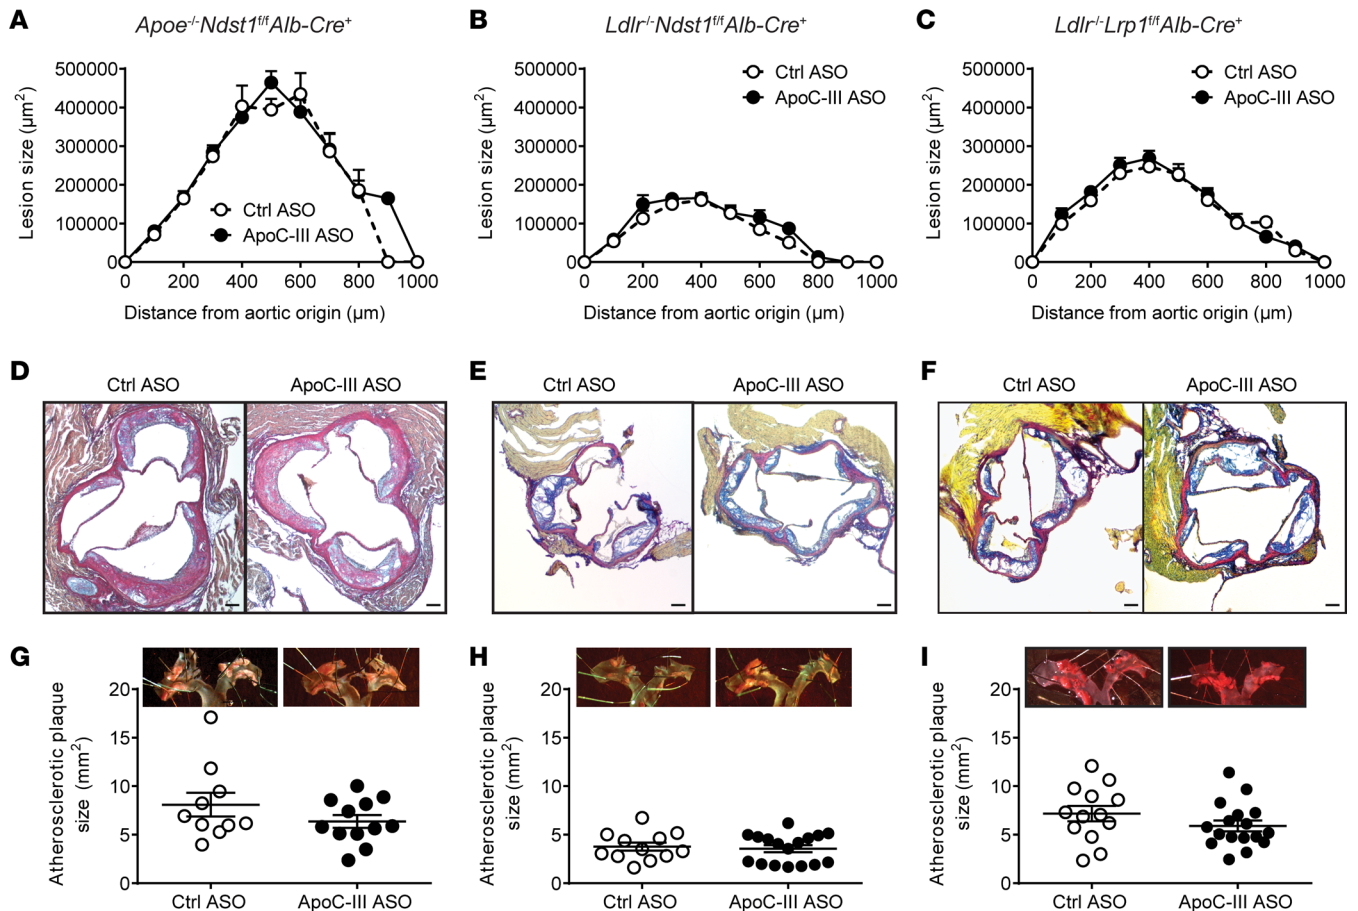 A
Apoe-/-Ndst1f/fAlb-Cre+
Lesion size (µm2)
500000
400000
300000
200000
100000
0
Ctrl ASO
ApoC-III ASO
0 200 400 600 800 1000
Distance from aortic origin (µm)
B
Ldlr-/-Ndst1f/fAlb-Cre+
Lesion size (µm2)
500000
400000
300000
200000
100000
0
Ctrl ASO
ApoC-III ASO
0 200 400 600 800 1000
Distance from aortic origin (µm)
C
Ldlr-/-Lrp1f/fAlb-Cre+
Lesion size (µm2)
500000
400000
300000
200000
100000
0
Ctrl ASO
ApoC-III ASO
0 200 400 600 800 1000
Distance from aortic origin (µm)
D
Ctrl ASO ApoC-III ASO
E
Ctrl ASO ApoC-III ASO
F
Ctrl ASO ApoC-III ASO
G
Atherosclerotic plaque
size (mm2)
20
15
10
5
0
Ctrl ASO ApoC-III ASO
H
Atherosclerotic plaque
size (mm2)
20
15
10
5
0
Ctrl ASO ApoC-III ASO
I
Atherosclerotic plaque
size (mm2)
20
15
10
5
0
Ctrl ASO ApoC-III ASO